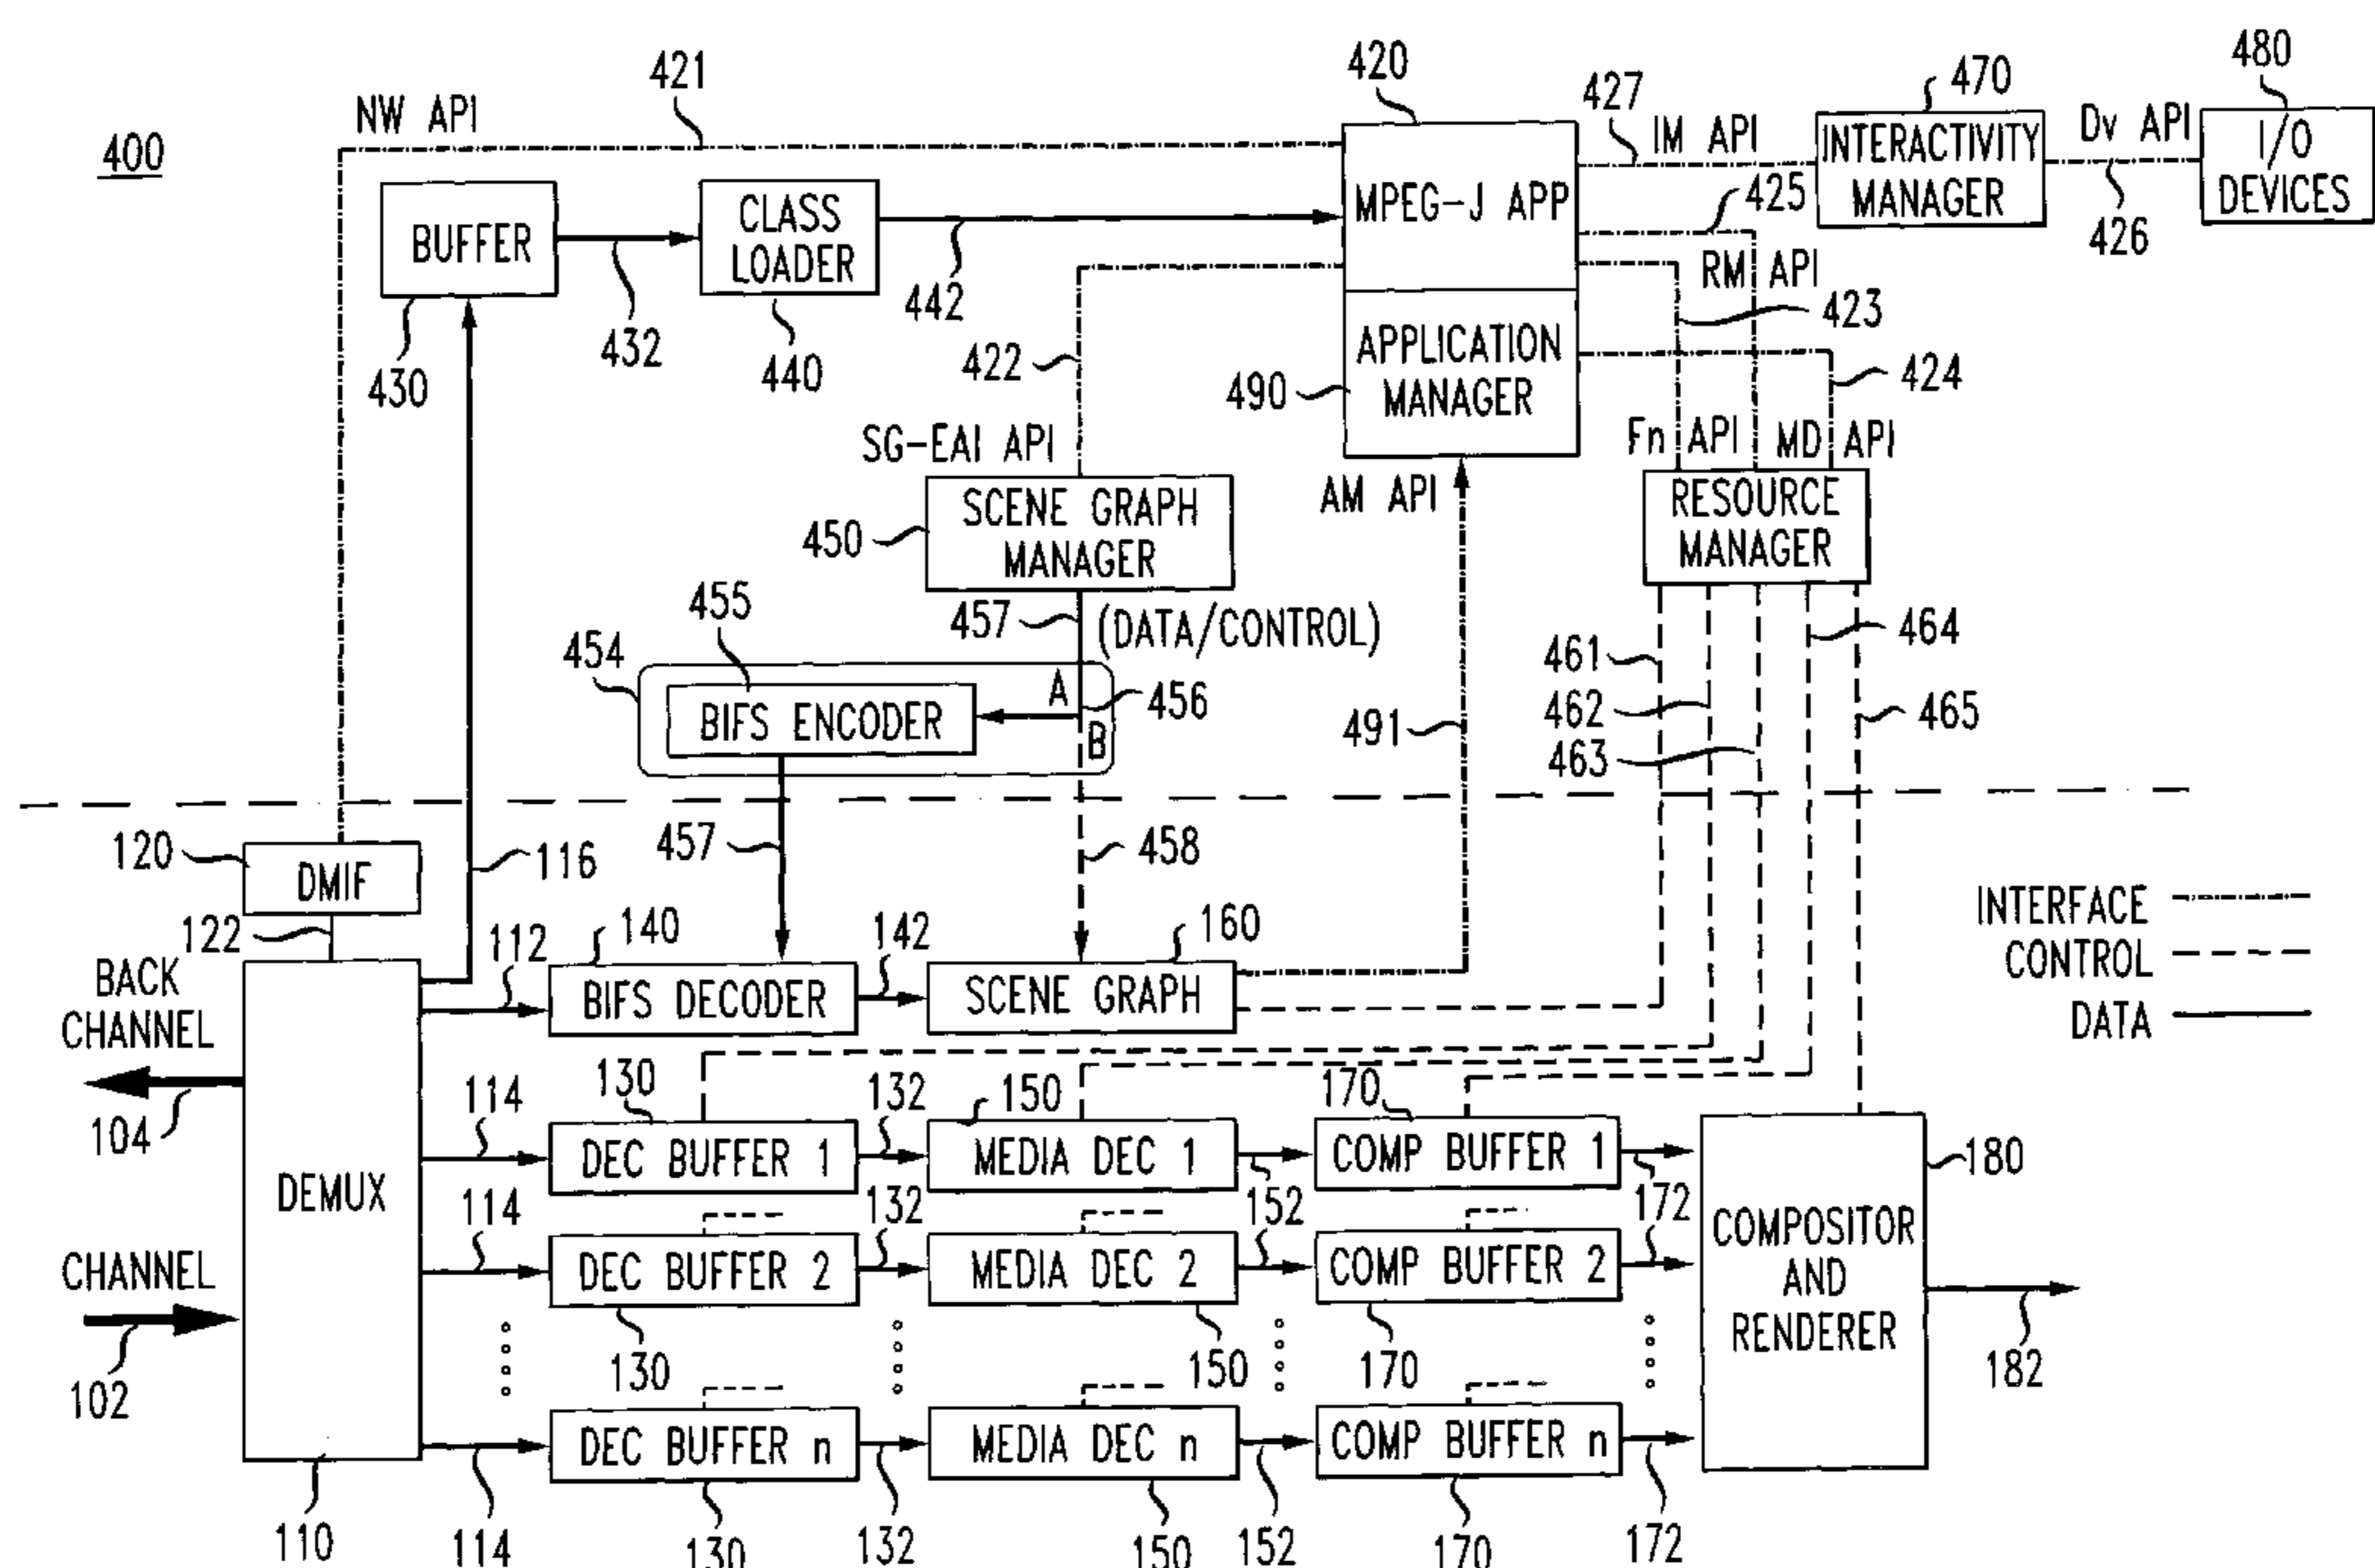 400
NW API
421
420
427
IM API
470
480
Dv API
426
BUFFER
430
432
CLASS
LOADER
440
442
MPEG-J APP
INTERACTIVITY
MANAGER
I/O
DEVICES
425
RM API
423
424
422
490
APPLICATION
MANAGER
SG-EAI API
AM API
Fn API
MD API
450
SCENE GRAPH
MANAGER
RESOURCE
MANAGER
457
(DATA/CONTROL)
454
455
BIFS ENCODER
A
B
456
491
461
462
463
464
465
120
DMIF
122
116
457
458
INTERFACE
CONTROL
DATA
BACK
CHANNEL
104
112
140
BIFS DECODER
142
160
SCENE GRAPH
DEMUX
114
130
DEC BUFFER 1
132
150
MEDIA DEC 1
152
170
COMP BUFFER 1
172
180
COMPOSITOR
AND
RENDERER
182
CHANNEL
102
114
DEC BUFFER 2
130
132
MEDIA DEC 2
150
152
COMP BUFFER 2
170
172
110
114
DEC BUFFER n
130
132
MEDIA DEC n
150
152
COMP BUFFER n
170
172